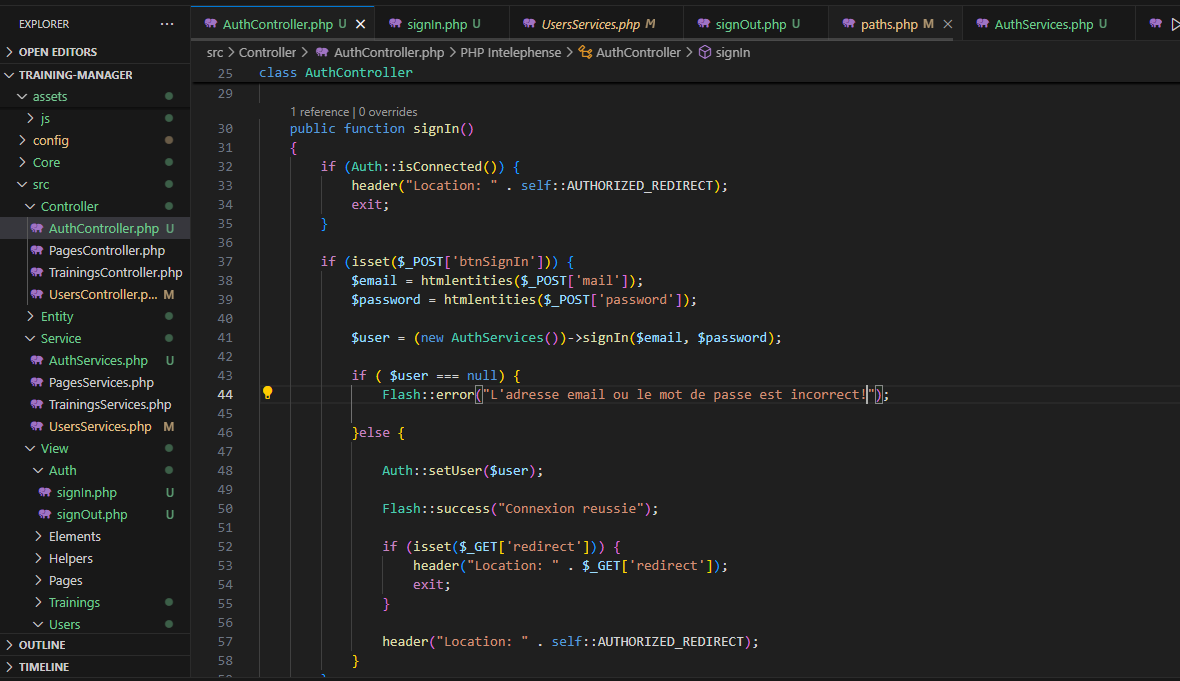 EXPLORER ...
OPEN EDITORS
TRAINING-MANAGER
assets
js
config
Core
src
Controller
AuthController.php U
PagesController.php
TrainingsController.php
UsersController.p... M
Entity
Service
AuthServices.php U
PagesServices.php
TrainingsServices.php
UsersServices.php M
View
Auth
signIn.php U
signOut.php U
Elements
Helpers
Pages
Trainings
Users
OUTLINE
TIMELINE
AuthController.php U
signIn.php U
UsersServices.php M
signOut.php U
paths.php M
AuthServices.php U
src > Controller > AuthController.php > PHP Intelephense > AuthController > signIn
25 class AuthController
29
1 reference | 0 overrides
30 public function signIn()
31 {
32 if (Auth::isConnected()) {
33 header("Location: " . self::AUTHORIZED_REDIRECT);
34 exit;
35 }
36
37 if (isset($_POST['btnSignIn'])) {
38 $email = htmlentities($_POST['mail']);
39 $password = htmlentities($_POST['password']);
40
41 $user = (new AuthServices())->signIn($email, $password);
42
43 if ( $user === null) {
44 Flash::error("L'adresse email ou le mot de passe est incorrect!");
45
46 }else {
47
48 Auth::setUser($user);
49
50 Flash::success("Connexion reussie");
51
52 if (isset($_GET['redirect'])) {
53 header("Location: " . $_GET['redirect']);
54 exit;
55 }
56
57 header("Location: " . self::AUTHORIZED_REDIRECT);
58 }